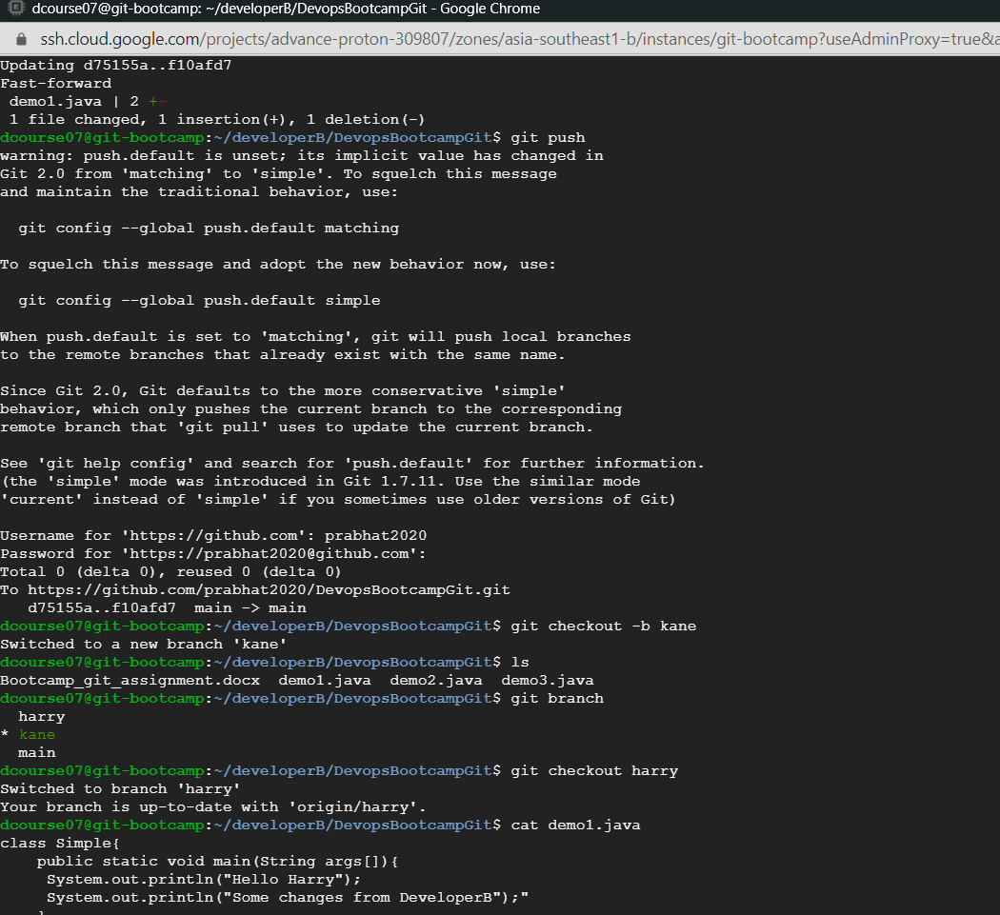 dcourse07@git-bootcamp: ~/developerB/DevopsBootcampGit - Google Chrome
ssh.cloud.google.com/projects/advance-proton-309807/zones/asia-southeast1-b/instances/git-bootcamp?useAdminProxy=true&a
Updating d75155a..f10afd7
Fast-forward
 demo1.java | 2 +-
 1 file changed, 1 insertion(+), 1 deletion(-)
dcourse07@git-bootcamp:~/developerB/DevopsBootcampGit$ git push
warning: push.default is unset; its implicit value has changed in
Git 2.0 from 'matching' to 'simple'. To squelch this message
and maintain the traditional behavior, use:
  git config --global push.default matching
To squelch this message and adopt the new behavior now, use:
  git config --global push.default simple
When push.default is set to 'matching', git will push local branches
to the remote branches that already exist with the same name.
Since Git 2.0, Git defaults to the more conservative 'simple'
behavior, which only pushes the current branch to the corresponding
remote branch that 'git pull' uses to update the current branch.
See 'git help config' and search for 'push.default' for further information.
(the 'simple' mode was introduced in Git 1.7.11. Use the similar mode
'current' instead of 'simple' if you sometimes use older versions of Git)
Username for 'https://github.com': prabhat2020
Password for 'https://prabhat2020@github.com':
Total 0 (delta 0), reused 0 (delta 0)
To https://github.com/prabhat2020/DevopsBootcampGit.git
   d75155a..f10afd7  main -> main
dcourse07@git-bootcamp:~/developerB/DevopsBootcampGit$ git checkout -b kane
Switched to a new branch 'kane'
dcourse07@git-bootcamp:~/developerB/DevopsBootcampGit$ ls
Bootcamp_git_assignment.docx  demo1.java  demo2.java  demo3.java
dcourse07@git-bootcamp:~/developerB/DevopsBootcampGit$ git branch
  harry
* kane
  main
dcourse07@git-bootcamp:~/developerB/DevopsBootcampGit$ git checkout harry
Switched to branch 'harry'
Your branch is up-to-date with 'origin/harry'.
dcourse07@git-bootcamp:~/developerB/DevopsBootcampGit$ cat demo1.java
class Simple{
    public static void main(String args[]){
     System.out.println("Hello Harry");
     System.out.println("Some changes from DeveloperB");"